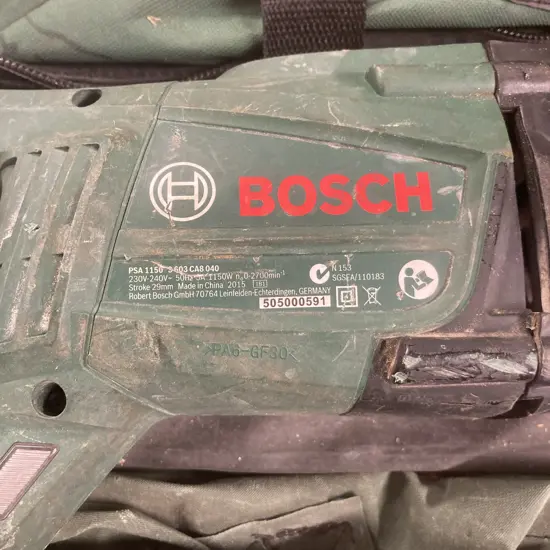 BOSCH
PSA 1150 3 603 CA8 040
230V-240V~ 50Hz 5A 1150W n₀ 0-2700min⁻¹
Stroke 29mm Made in China 2015
Robert Bosch GmbH 70764 Leinfelden-Echterdingen, GERMANY
505000591
N 153
SGSEA/110183
>PA6-GF30<